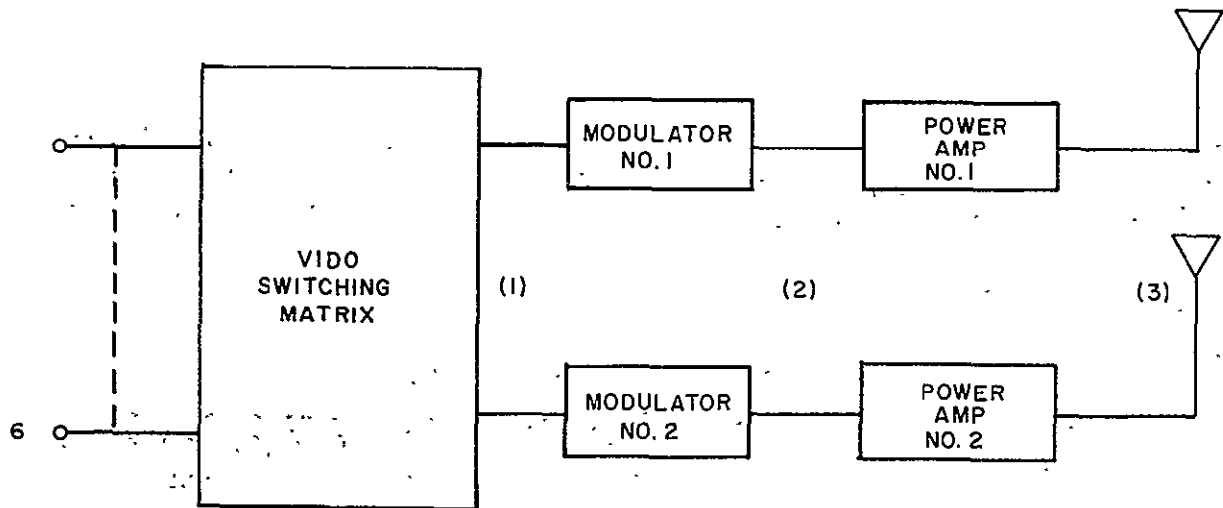 VIDO
SWITCHING
MATRIX
6
(1)
MODULATOR
NO. 1
(2)
POWER
AMP
NO. 1
(3)
MODULATOR
NO. 2
POWER
AMP
NO. 2